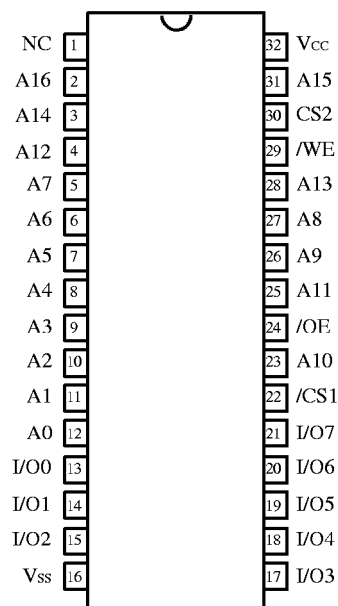 NC 1 32 Vcc
A16 2 31 A15
A14 3 30 CS2
A12 4 29 /WE
A7 5 28 A13
A6 6 27 A8
A5 7 26 A9
A4 8 25 A11
A3 9 24 /OE
A2 10 23 A10
A1 11 22 /CS1
A0 12 21 I/O7
I/O0 13 20 I/O6
I/O1 14 19 I/O5
I/O2 15 18 I/O4
Vss 16 17 I/O3